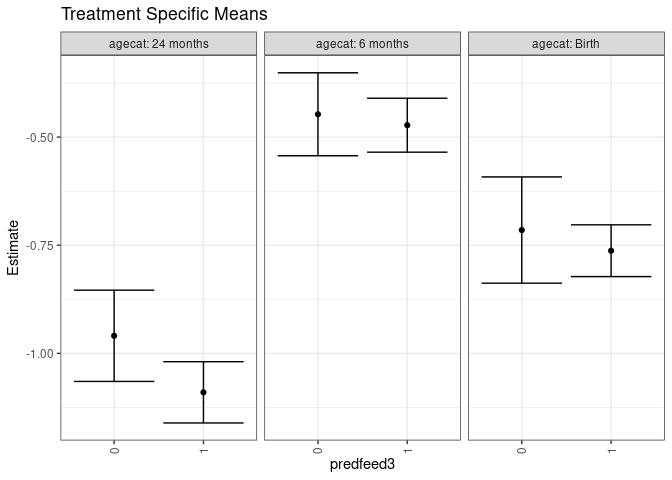 Treatment Specific Means
agecat: 24 months
agecat: 6 months
agecat: Birth
Estimate
-0.50
-0.75
-1.00
0
1
0
1
0
1
predfeed3